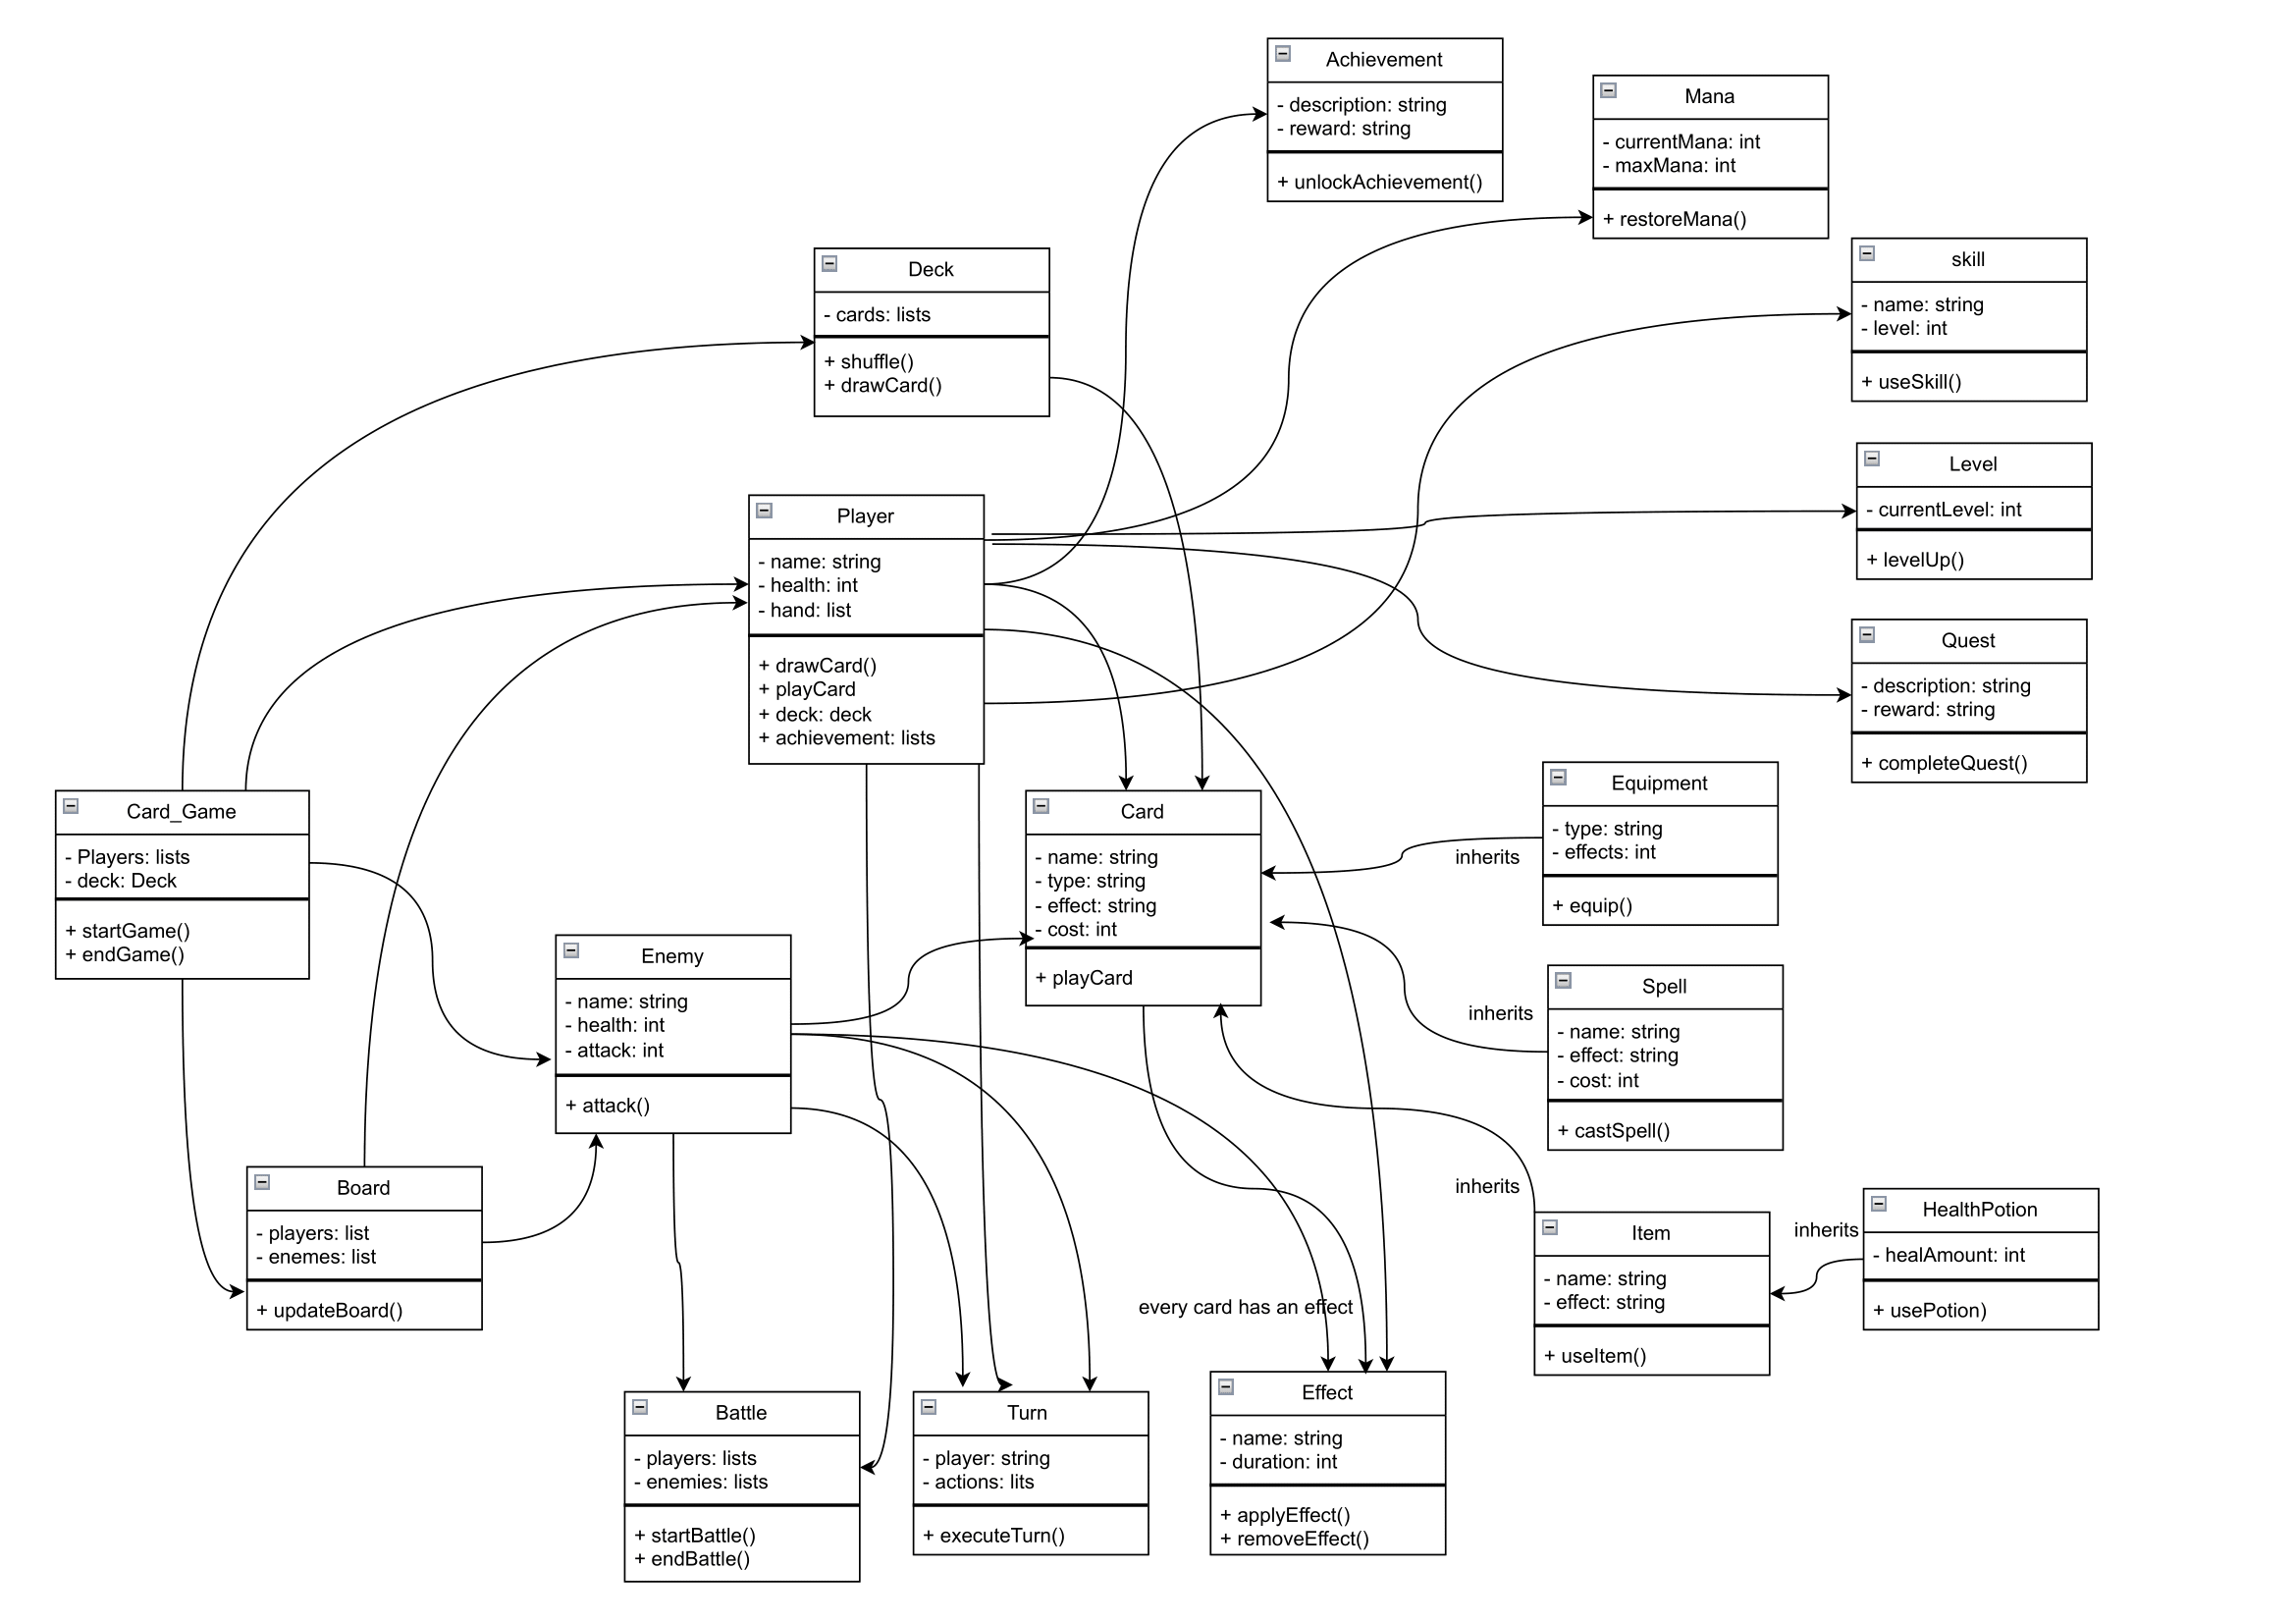 Achievement
- description: string
- reward: string
+ unlockAchievement()
Mana
- currentMana: int
- maxMana: int
+ restoreMana()
Deck
- cards: lists
+ shuffle()
+ drawCard()
skill
- name: string
- level: int
+ useSkill()
Level
- currentLevel: int
+ levelUp()
Player
- name: string
- health: int
- hand: list
+ drawCard()
+ playCard
+ deck: deck
+ achievement: lists
Quest
- description: string
- reward: string
+ completeQuest()
Card_Game
- Players: lists
- deck: Deck
+ startGame()
+ endGame()
Card
- name: string
- type: string
- effect: string
- cost: int
+ playCard
Equipment
- type: string
- effects: int
+ equip()
inherits
Enemy
- name: string
- health: int
- attack: int
+ attack()
Spell
- name: string
- effect: string
- cost: int
+ castSpell()
inherits
Board
- players: list
- enemes: list
+ updateBoard()
inherits
Item
- name: string
- effect: string
+ useItem()
inherits
HealthPotion
- healAmount: int
+ usePotion)
every card has an effect
Battle
- players: lists
- enemies: lists
+ startBattle()
+ endBattle()
Turn
- player: string
- actions: lits
+ executeTurn()
Effect
- name: string
- duration: int
+ applyEffect()
+ removeEffect()